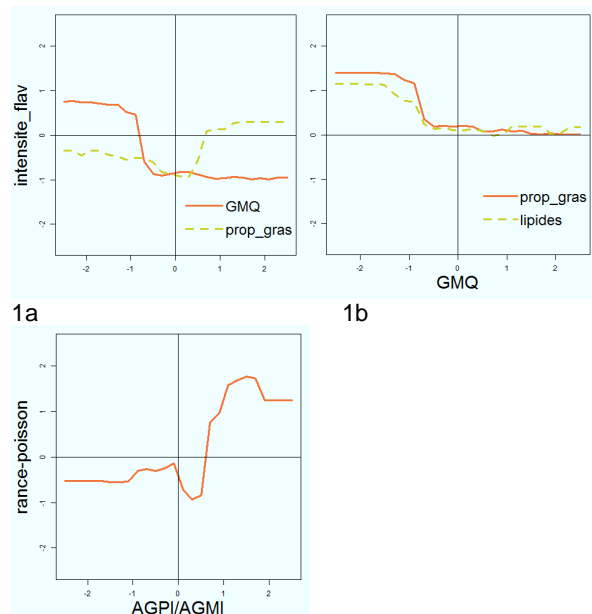 intensite_flav
2
1
0
-1
-2
-2 -1 0 1 2
GMQ
prop_gras
2
1
0
-1
-2
-2 -1 0 1 2
prop_gras
lipides
GMQ
1a 1b
rance-poisson
2
1
0
-1
-2
-2 -1 0 1 2
AGPI/AGMI